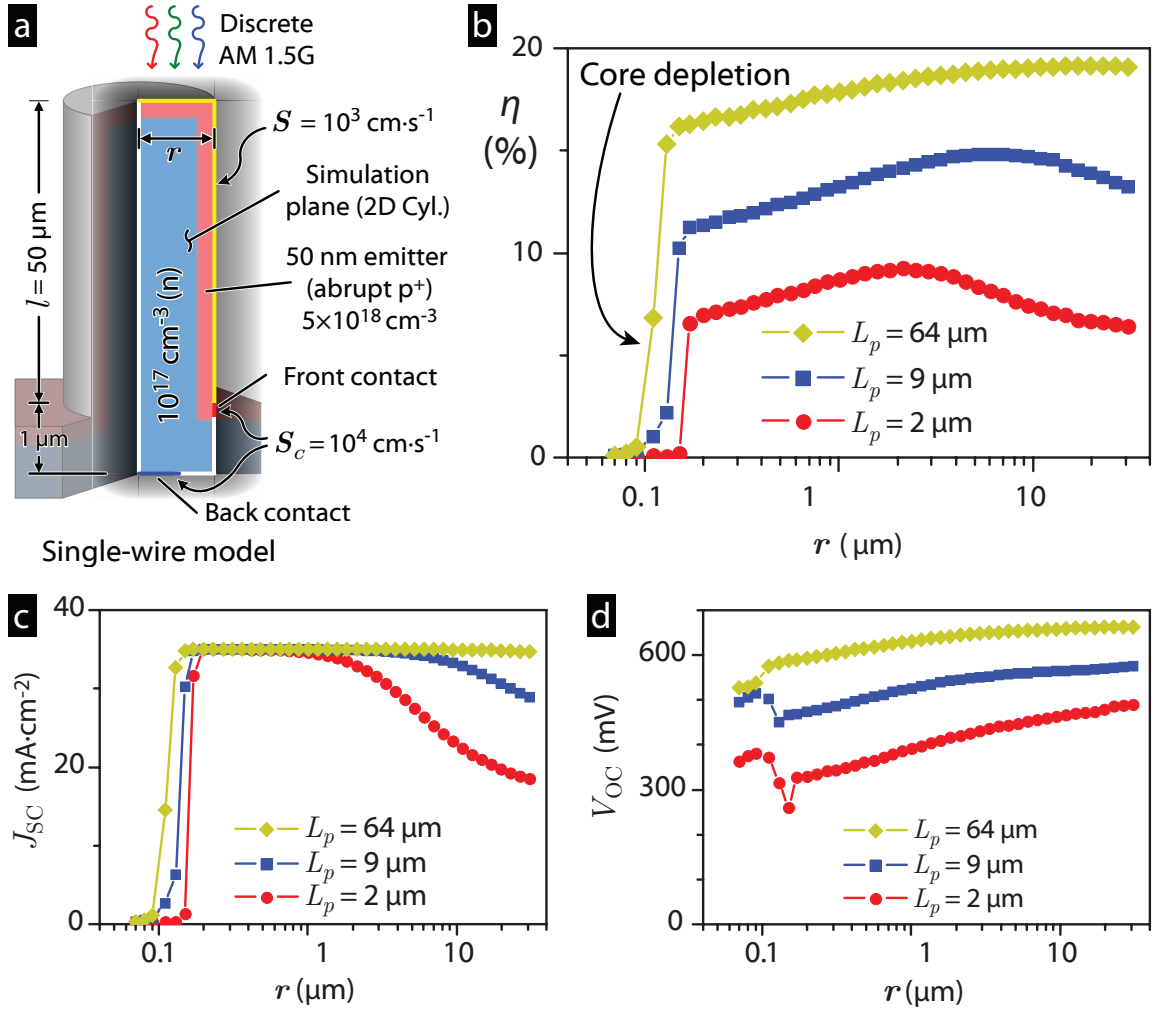 a
Discrete
AM 1.5G
S = 10³ cm·s⁻¹
r
Simulation
plane (2D Cyl.)
l = 50 µm
50 nm emitter
(abrupt p⁺)
5×10¹⁸ cm⁻³
10¹⁷ cm⁻³ (n)
Front contact
1 µm
S_c = 10⁴ cm·s⁻¹
Back contact
Single-wire model
b
20
10
0
η
(%)
Core depletion
L_p = 64 µm
L_p = 9 µm
L_p = 2 µm
0.1
1
10
r (µm)
c
40
20
0
J_SC (mA·cm⁻²)
L_p = 64 µm
L_p = 9 µm
L_p = 2 µm
0.1
1
10
r (µm)
d
600
300
0
V_OC (mV)
L_p = 64 µm
L_p = 9 µm
L_p = 2 µm
0.1
1
10
r (µm)